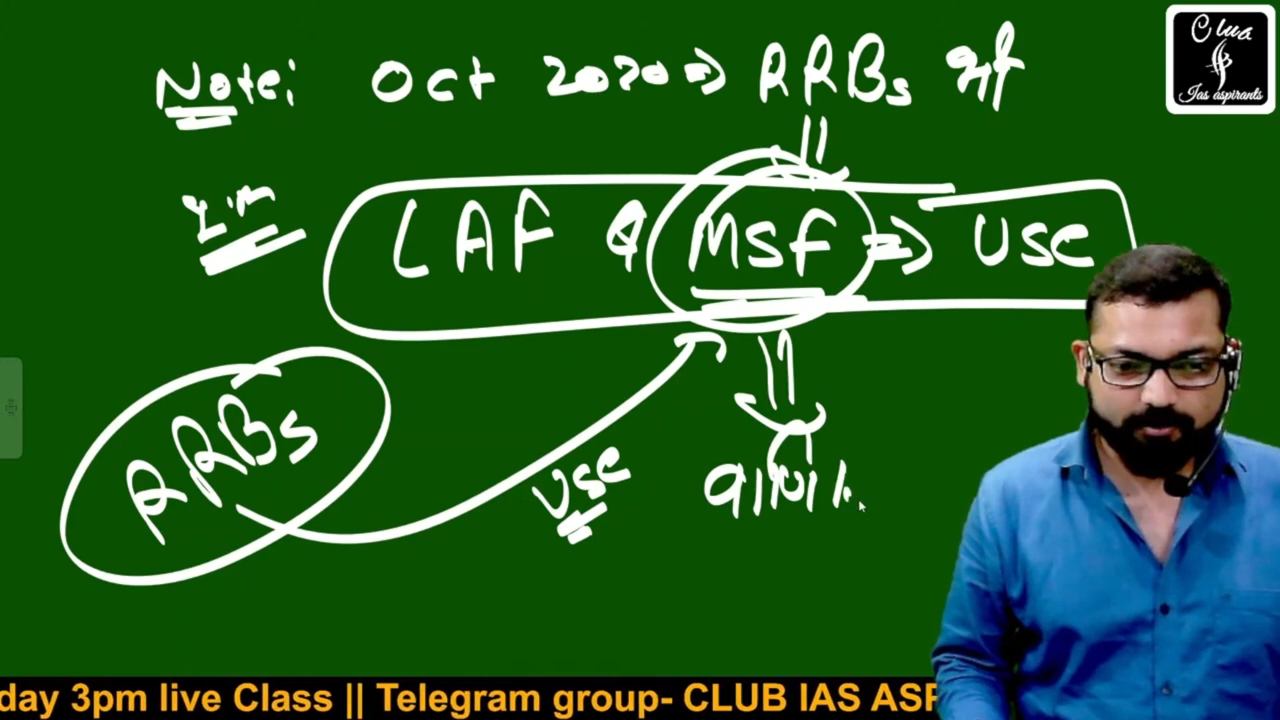 Club
Ias aspirants
Note: Oct 2020 ⇒ RRBs भी
LAF & MSF ⇒ USE
RRBs
USE
day 3pm live Class || Telegram group- CLUB IAS ASP